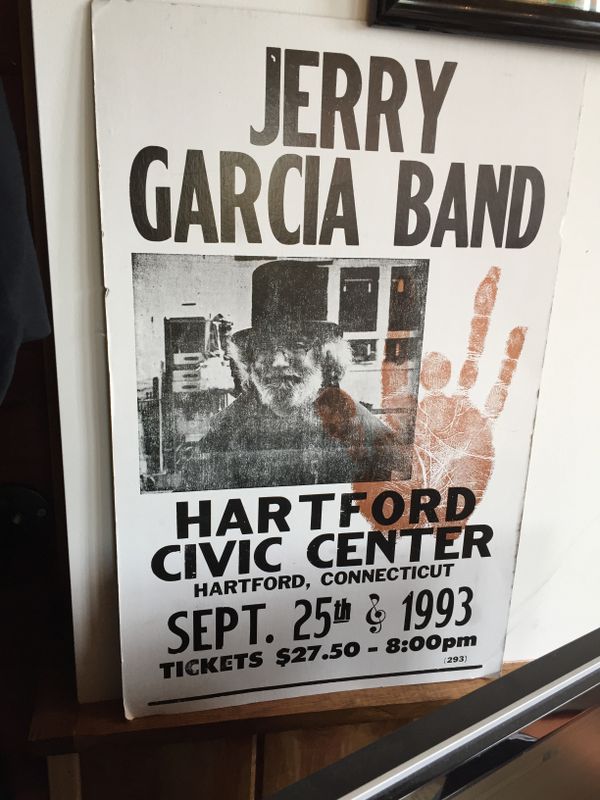 JERRY
GARCIA BAND
HARTFORD
CIVIC CENTER
HARTFORD, CONNECTICUT
SEPT. 25th 1993
TICKETS $27.50 - 8:00pm
(293)